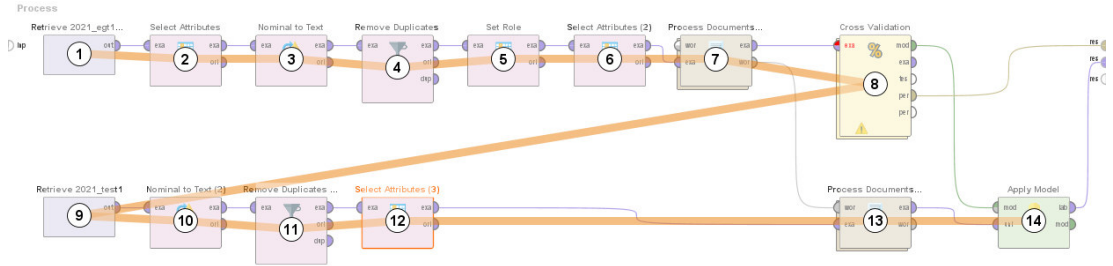 Process
Retrieve 2021_egt1... Select Attributes Nominal to Text Remove Duplicates Set Role Select Attributes (2) Process Documents... Cross Validation
inp out exa exa exa exa exa exa exa exa exa exa wor exa exa mod res
ori ori ori ori ori exa wor exa res
dup tes res
per
per
1 2 3 4 5 6 7 8
Retrieve 2021_test1 Nominal to Text (2) Remove Duplicates ... Select Attributes (3) Process Documents... Apply Model
out exa exa exa exa exa exa wor exa mod lab
ori ori ori exa wor mod
dup
9 10 11 12 13 14